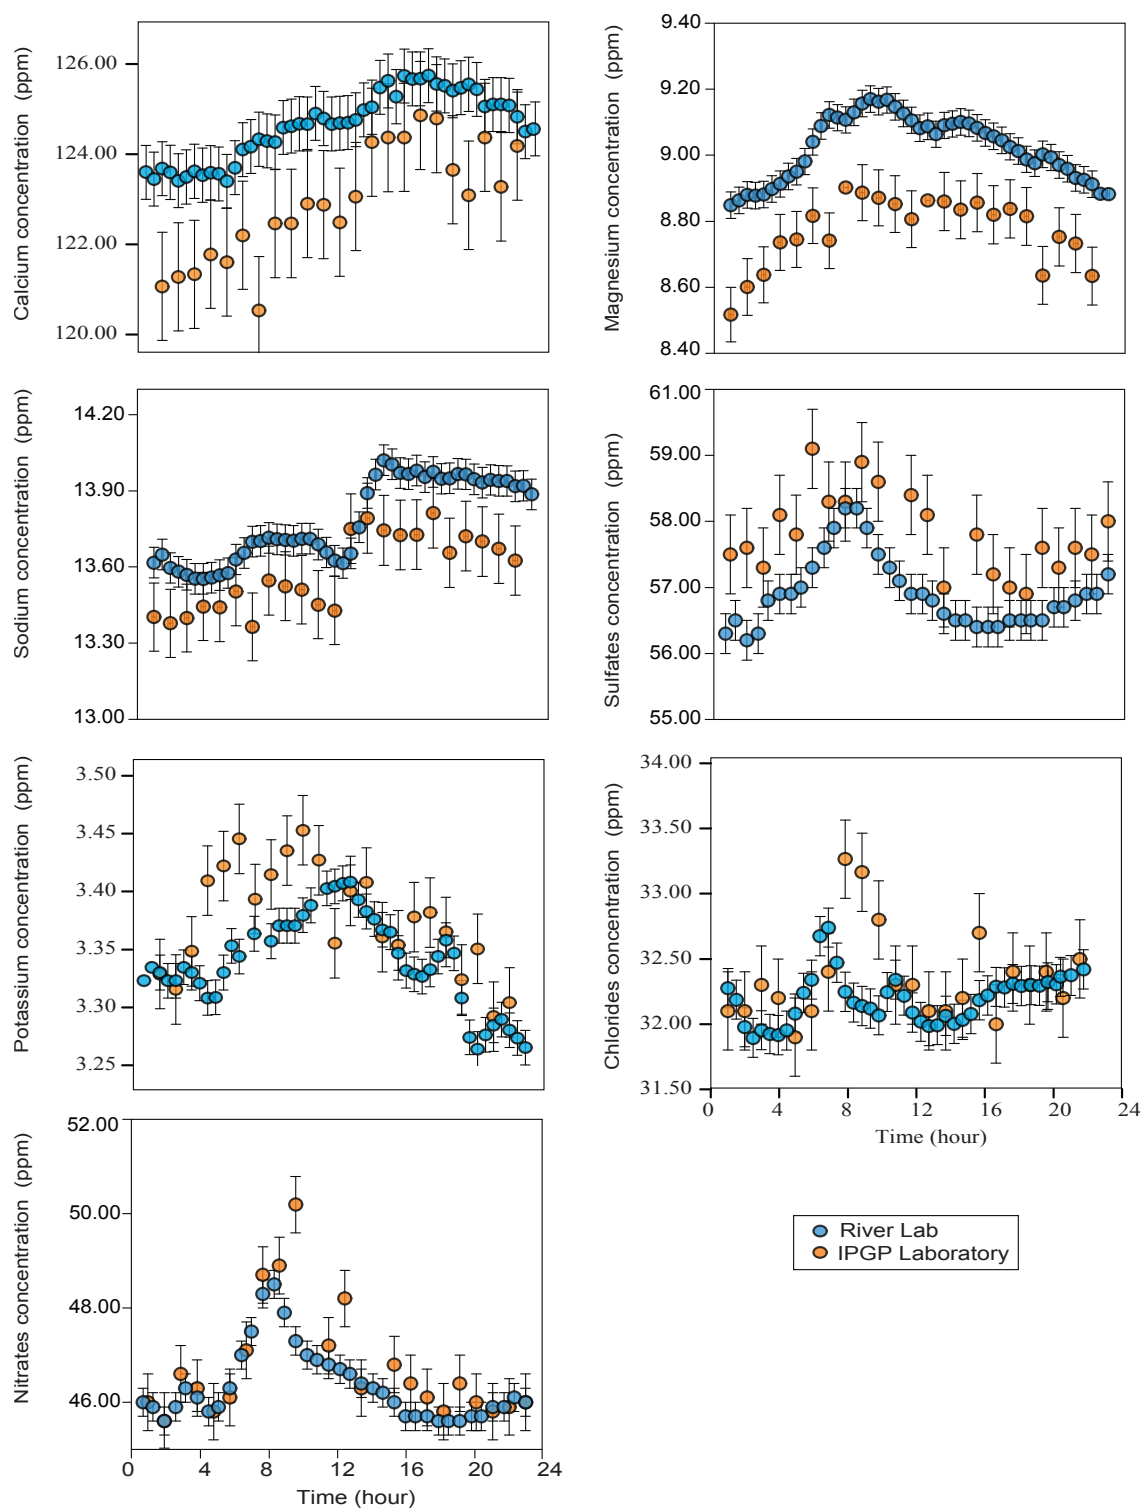 Calcium concentration (ppm)
126.00
124.00
122.00
120.00
Magnesium concentration (ppm)
9.40
9.20
9.00
8.80
8.60
8.40
Sodium concentration (ppm)
14.20
13.90
13.60
13.30
13.00
Sulfates concentration (ppm)
61.00
59.00
58.00
57.00
56.00
55.00
Potassium concentration (ppm)
3.50
3.45
3.40
3.35
3.30
3.25
Chlorides concentration (ppm)
34.00
33.50
33.00
32.50
32.00
31.50
0 4 8 12 16 20 24
Time (hour)
Nitrates concentration (ppm)
52.00
50.00
48.00
46.00
0 4 8 12 16 20 24
Time (hour)
River Lab
IPGP Laboratory